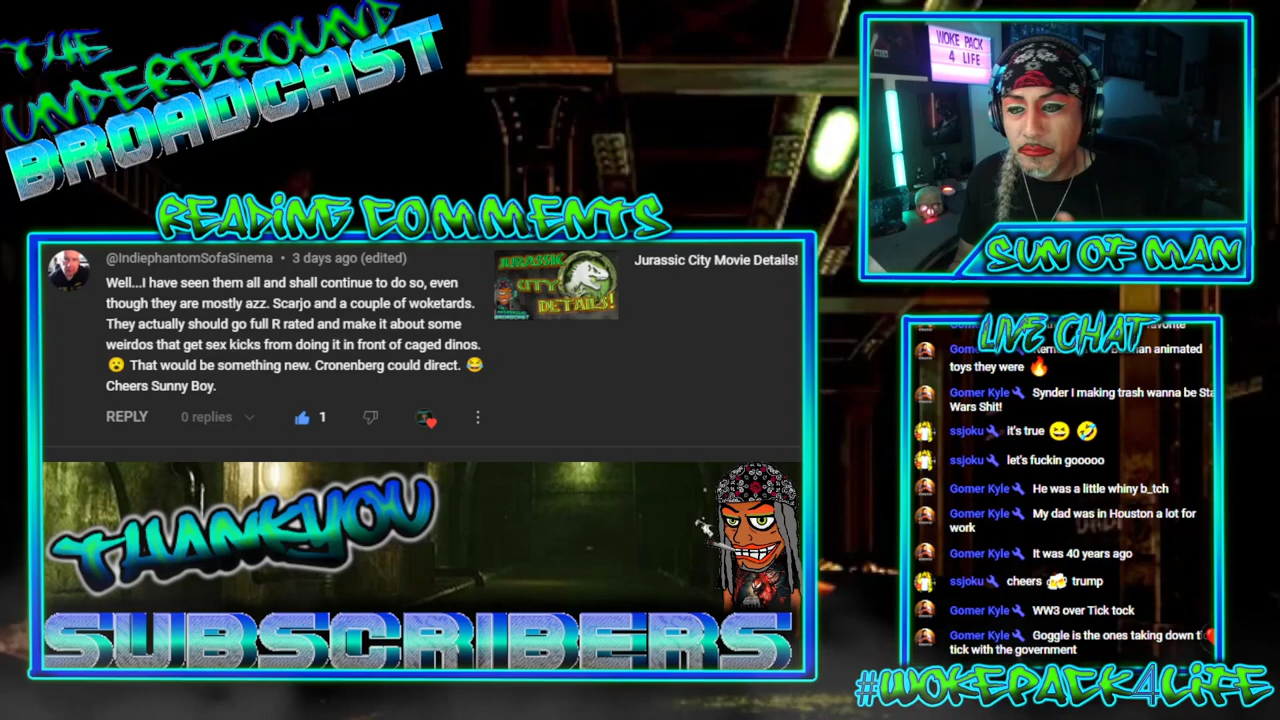 THE
UNDERGROUND
BROADCAST
WOKE PACK
4 LIFE
SUN OF MAN
READING COMMENTS
@IndiephantomSofaSinema • 3 days ago (edited)
Well...I have seen them all and shall continue to do so, even
though they are mostly azz. Scarjo and a couple of woketards.
They actually should go full R rated and make it about some
weirdos that get sex kicks from doing it in front of caged dinos.
😮 That would be something new. Cronenberg could direct. 😂
Cheers Sunny Boy.
REPLY 0 replies 1
JURASSIC
CITY
DETAILS!
Jurassic City Movie Details!
THANKYOU
SUBSCRIBERS
LIVE CHAT
animated
toys they were 🔥
Gomer Kyle Synder I making trash wanna be Sta
Wars Shit!
ssjoku it's true 😆 🤣
ssjoku let's fuckin gooooo
Gomer Kyle He was a little whiny b_tch
Gomer Kyle My dad was in Houston a lot for
work
Gomer Kyle It was 40 years ago
ssjoku cheers 🍻 trump
Gomer Kyle WW3 over Tick tock
Gomer Kyle Goggle is the ones taking down t
tick with the government
#WOKEPACK4LIFE